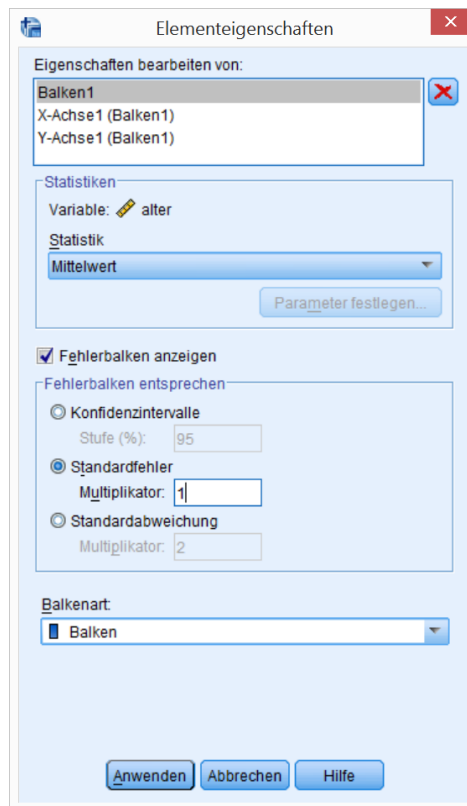 Elementeigenschaften
Eigenschaften bearbeiten von:
Balken1
X-Achse1 (Balken1)
Y-Achse1 (Balken1)
Statistiken
Variable: alter
Statistik
Mittelwert
Parameter festlegen...
Fehlerbalken anzeigen
Fehlerbalken entsprechen
Konfidenzintervalle
Stufe (%): 95
Standardfehler
Multiplikator: 1
Standardabweichung
Multiplikator: 2
Balkenart:
Balken
Anwenden Abbrechen Hilfe